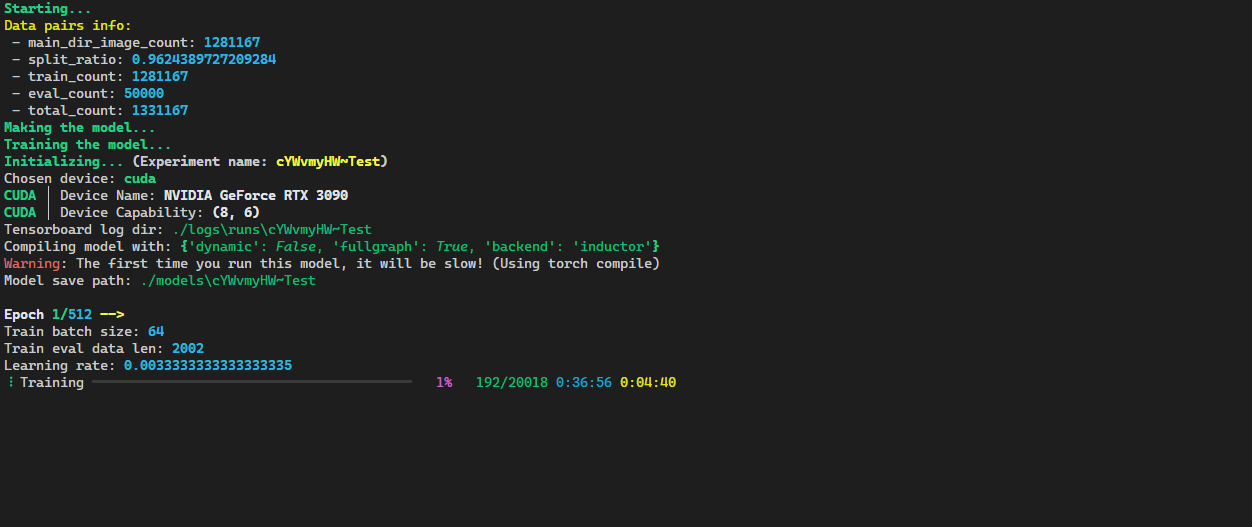 Starting...
Data pairs info:
 - main_dir_image_count: 1281167
 - split_ratio: 0.9624389727209284
 - train_count: 1281167
 - eval_count: 50000
 - total_count: 1331167
Making the model...
Training the model...
Initializing... (Experiment name: cYWvmyHW~Test)
Chosen device: cuda
CUDA │ Device Name: NVIDIA GeForce RTX 3090
CUDA │ Device Capability: (8, 6)
Tensorboard log dir: ./logs\runs\cYWvmyHW~Test
Compiling model with: {'dynamic': False, 'fullgraph': True, 'backend': 'inductor'}
Warning: The first time you run this model, it will be slow! (Using torch compile)
Model save path: ./models\cYWvmyHW~Test
Epoch 1/512 -->
Train batch size: 64
Train eval data len: 2002
Learning rate: 0.0033333333333333335
Training 1% 192/20018 0:36:56 0:04:40